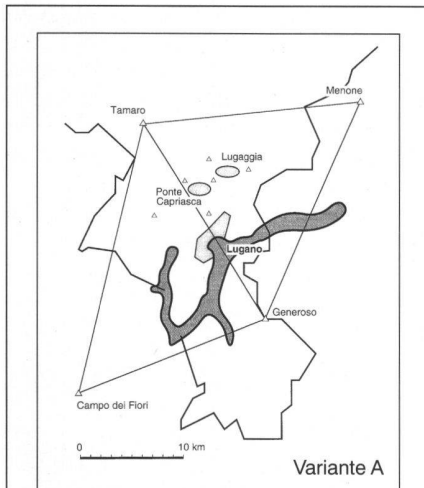 Menone
Tamaro
Lugaggia
Ponte
Capriasca
Lugano
Generoso
Campo dei Fiori
0 10 km
Variante A